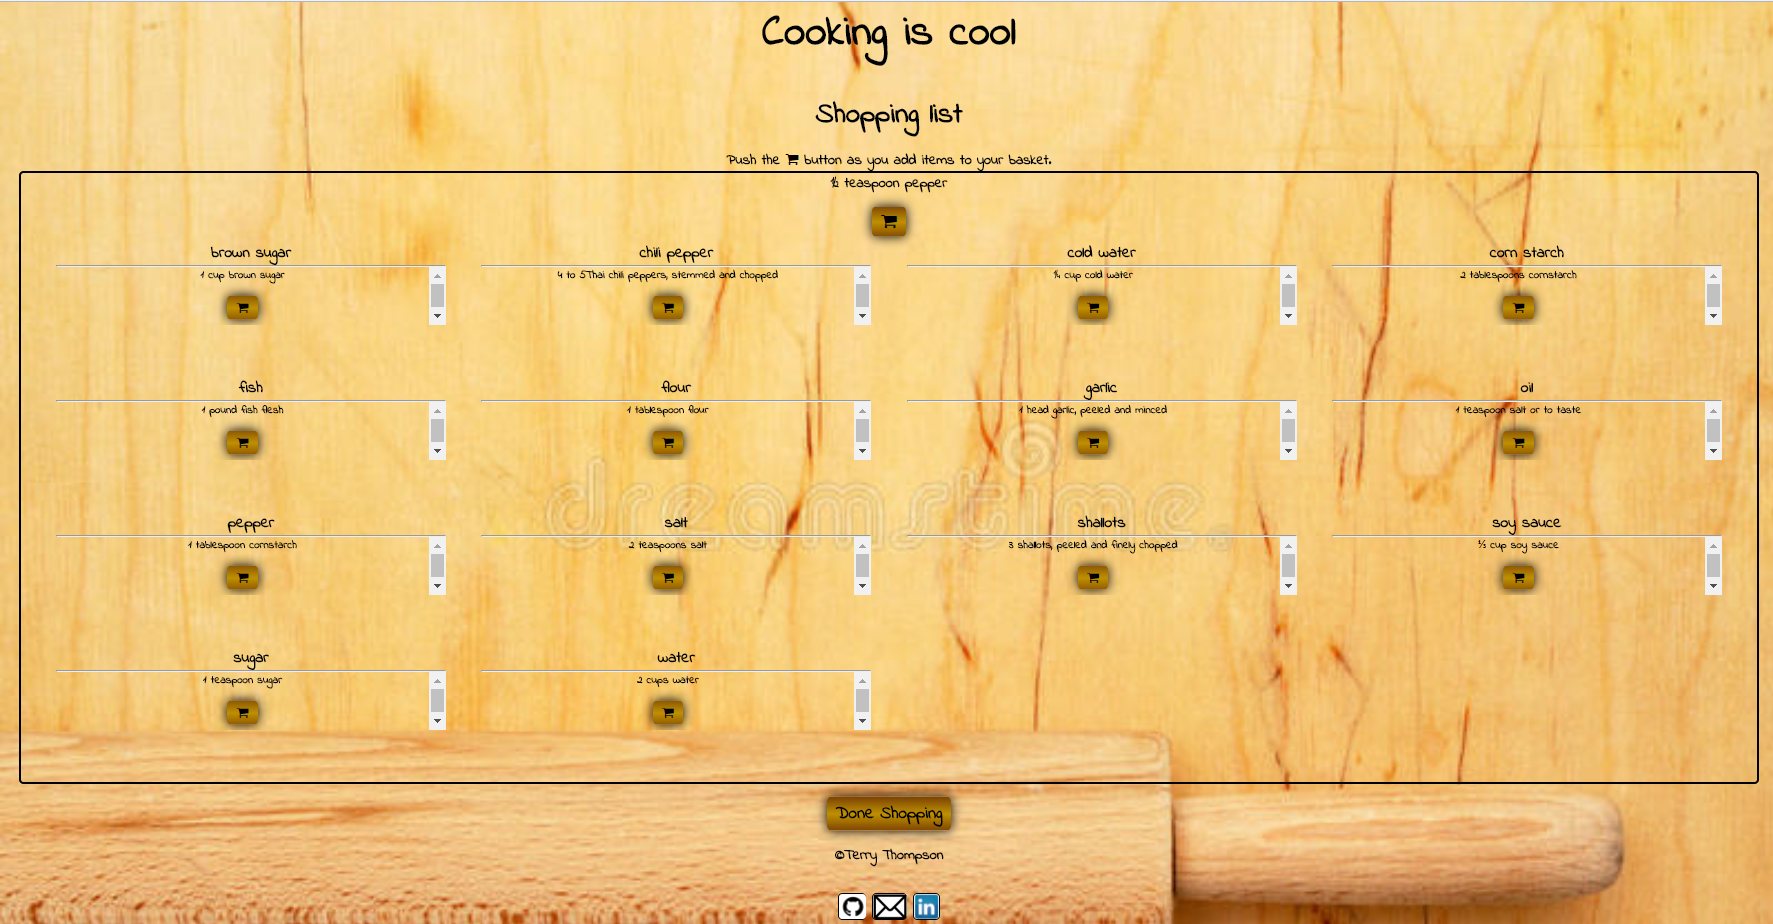 Cooking is cool
Shopping list
Push the button as you add items to your basket.
½ teaspoon pepper
brown sugar
1 cup brown sugar
chili pepper
4 to 5 Thai chili peppers, stemmed and chopped
cold water
¼ cup cold water
corn starch
2 tablespoons cornstarch
fish
1 pound fish flesh
flour
1 tablespoon flour
garlic
1 head garlic, peeled and minced
oil
1 teaspoon salt or to taste
pepper
1 tablespoon cornstarch
salt
2 teaspoons salt
shallots
3 shallots, peeled and finely chopped
soy sauce
⅓ cup soy sauce
dreamstime
sugar
1 teaspoon sugar
water
2 cups water
Done Shopping
©Terry Thompson
in